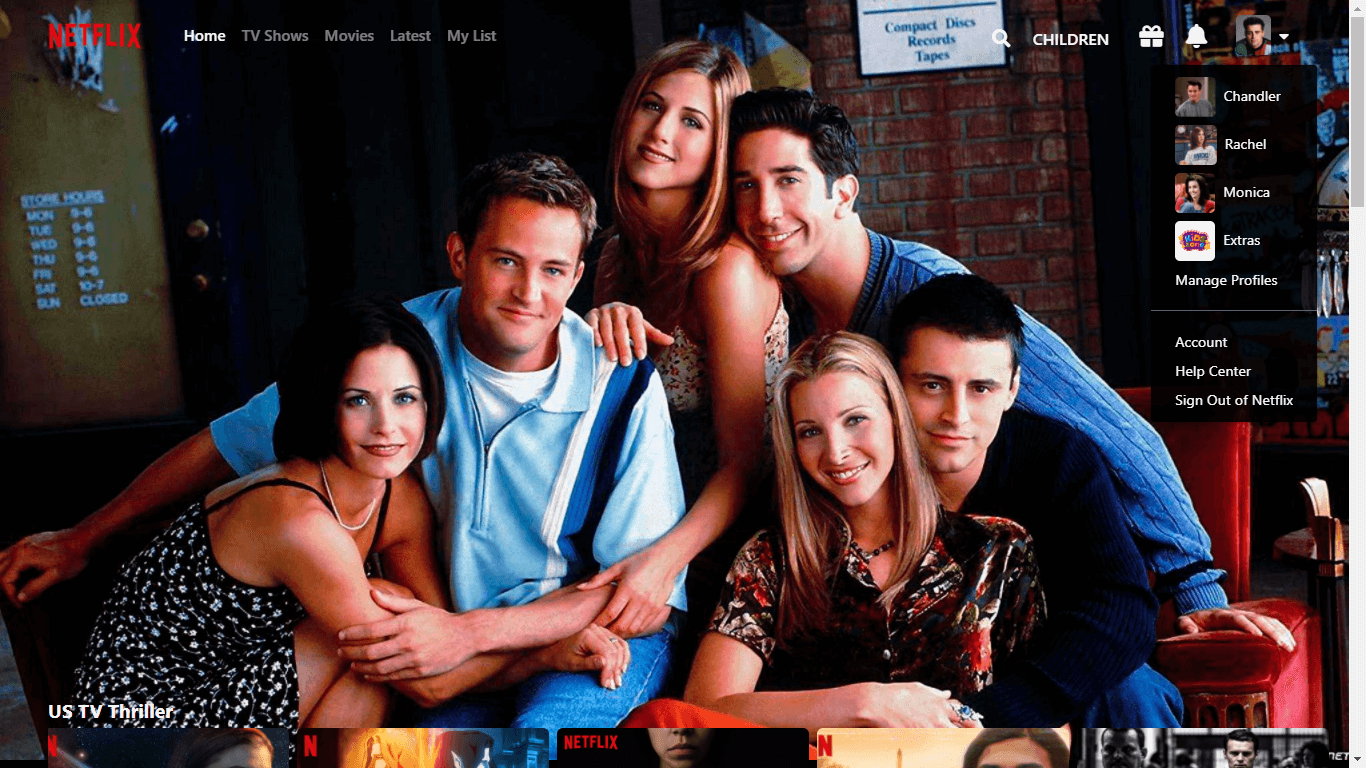 NETFLIX
Home TV Shows Movies Latest My List
CHILDREN
Compact Discs
Records
Tapes
Chandler
Rachel
Monica
Extras
Manage Profiles
Account
Help Center
Sign Out of Netflix
STORE HOURS
MON 9-6
TUE 9-6
WED 9-6
THU 9-6
FRI 9-6
SAT 10-7
SUN CLOSED
US TV Thriller
N
N
NETFLIX
N